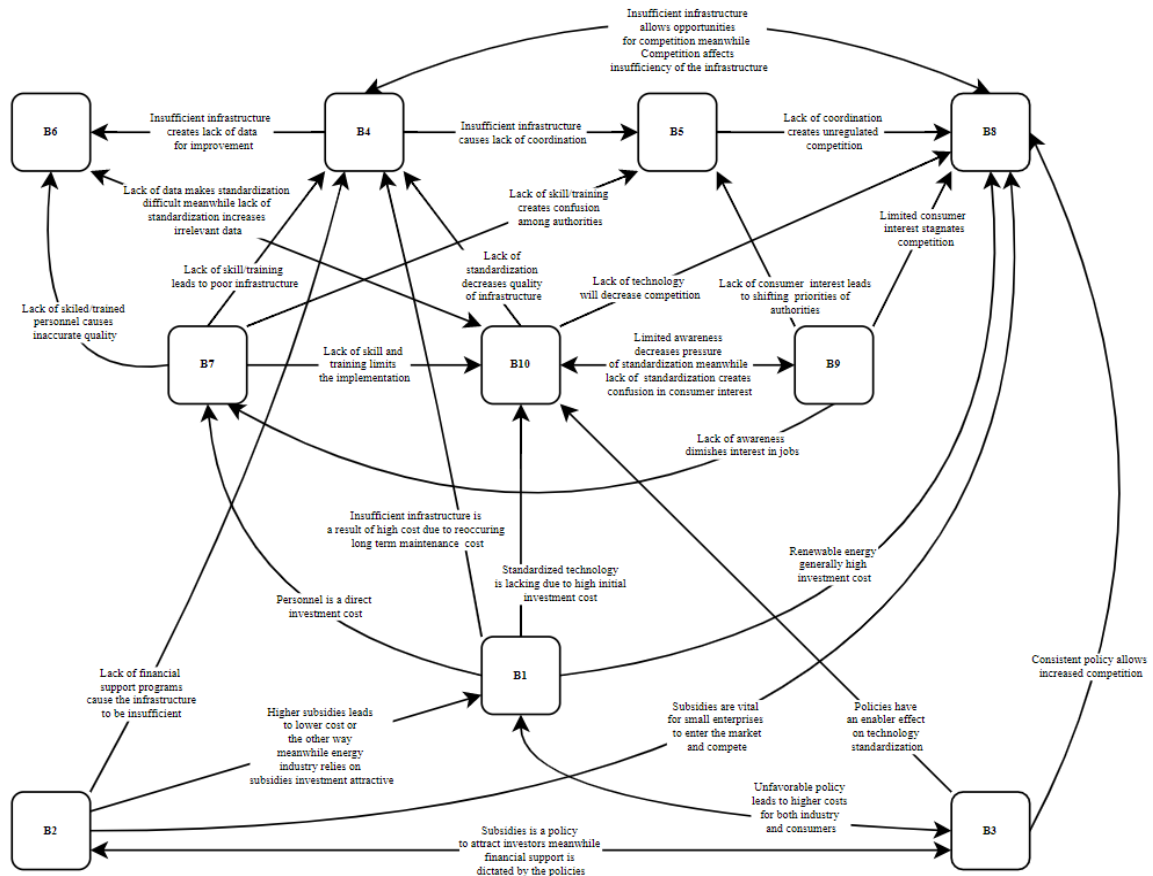 Insufficient infrastructure
allows opportunities
for competition meanwhile
Competition affects
insufficiency of the infrastructure
B6
Insufficient infrastructure
creates lack of data
for improvement
B4
Insufficient infrastructure
causes lack of coordination
B5
Lack of coordination
creates unregulated
competition
B8
Lack of data makes standardization
difficult meanwhile lack of
standardization increases
irrelevant data
Lack of skill/training
creates confusion
among authorities
Limited consumer
interest stagnates
competition
Lack of skill/training
leads to poor infrastructure
Lack of
standardization
decreases quality
of infrastructure
Lack of technology
will decrease competition
Lack of consumer interest leads
to shifting priorities of
authorities
Lack of skiled/trained
personnel causes
inaccurate quality
B7
Lack of skill and
training limits
the implementation
B10
Limited awareness
decreases pressure
of standardization meanwhile
lack of standardization creates
confusion in consumer interest
B9
Lack of awareness
dimishes interest in jobs
Insufficient infrastructure is
a result of high cost due to reoccuring
long term maintenance cost
Standardized technology
is lacking due to high initial
investment cost
Renewable energy
generally high
investment cost
Personnel is a direct
investment cost
B1
Consistent policy allows
increased competition
Lack of financial
support programs
cause the infrastructure
to be insufficient
Higher subsidies leads
to lower cost or
the other way
meanwhile energy
industry relies on
subsidies investment attractive
Subsidies are vital
for small enterprises
to enter the market
and compete
Policies have
an enabler effect
on technology
standardization
Unfavorable policy
leads to higher costs
for both industry
and consumers
B2
Subsidies is a policy
to attract investors meanwhile
financial support is
dictated by the policies
B3